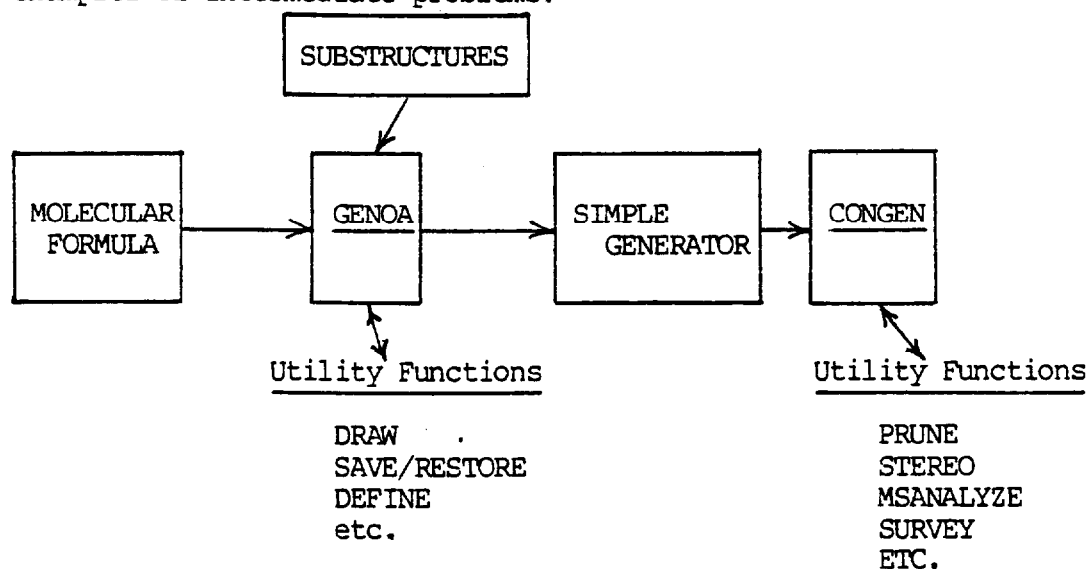 SUBSTRUCTURES
MOLECULAR
FORMULA
GENOA
SIMPLE
GENERATOR
CONGEN
Utility Functions
DRAW
SAVE/RESTORE
DEFINE
etc.
Utility Functions
PRUNE
STEREO
MSANALYZE
SURVEY
ETC.